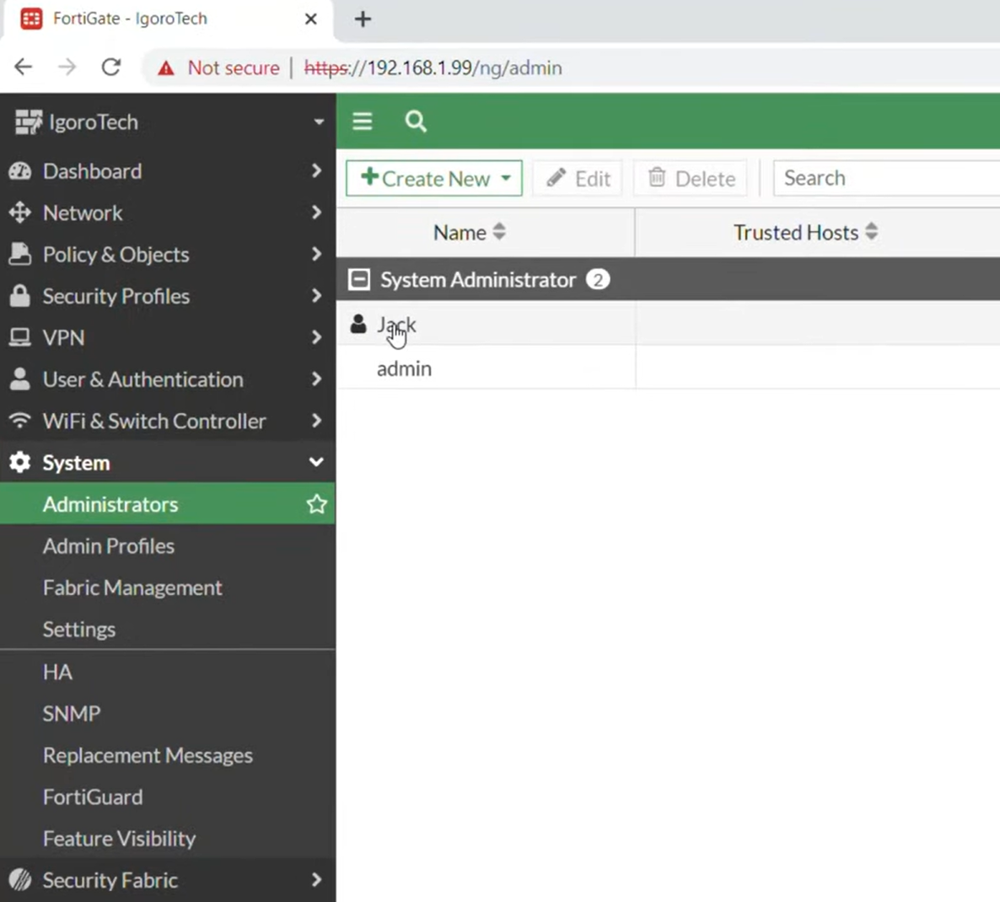 FortiGate - IgoroTech
Not secure | https://192.168.1.99/ng/admin
IgoroTech
Dashboard
Network
Policy & Objects
Security Profiles
VPN
User & Authentication
WiFi & Switch Controller
System
Administrators
Admin Profiles
Fabric Management
Settings
HA
SNMP
Replacement Messages
FortiGuard
Feature Visibility
Security Fabric
+Create New Edit Delete Search
Name Trusted Hosts
System Administrator 2
Jack
admin